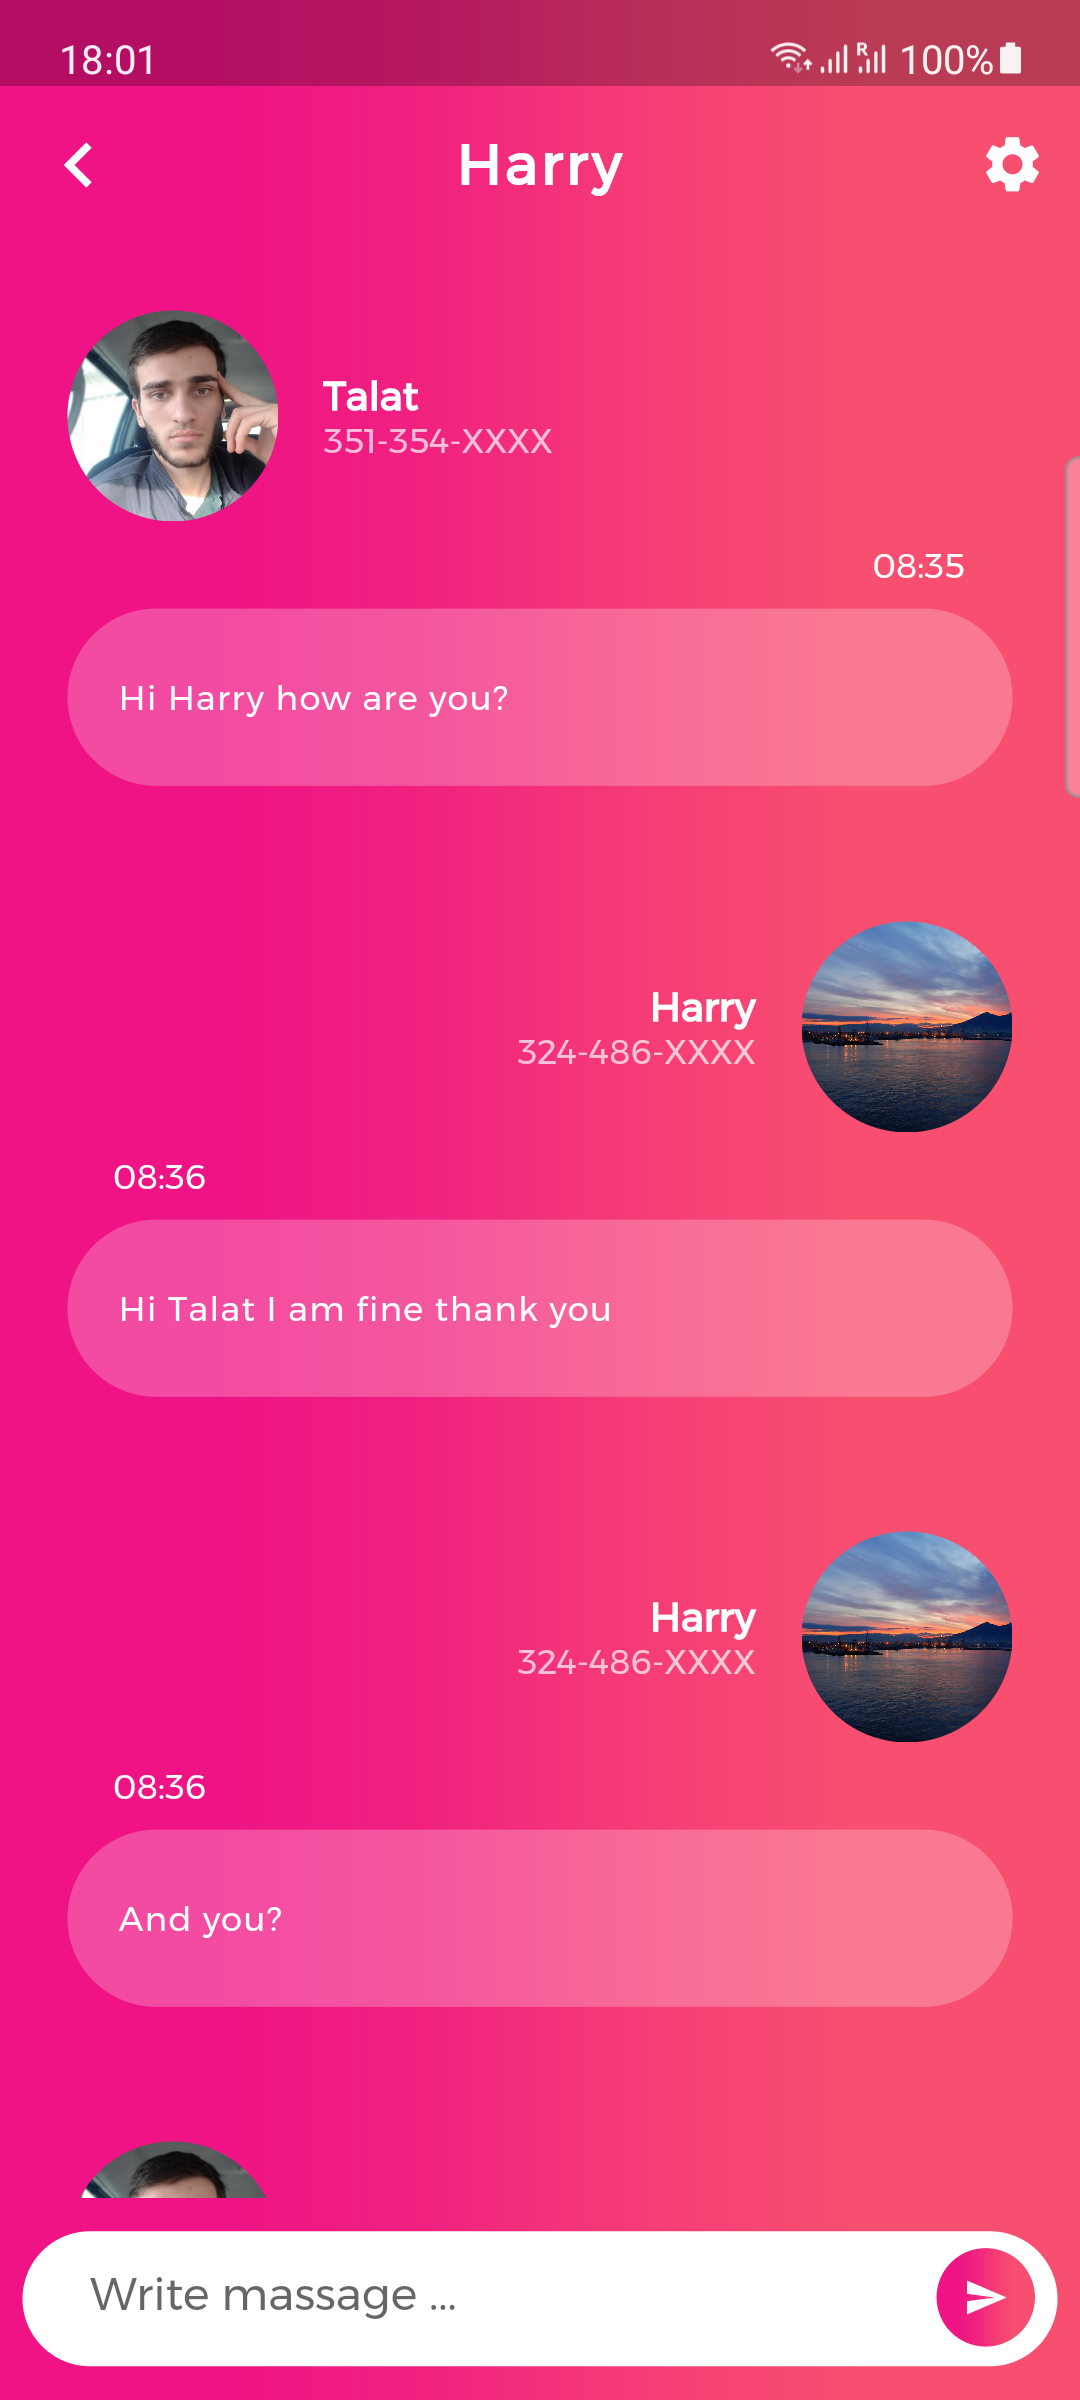 18:01
R 100%
Harry
Talat
351-354-XXXX
08:35
Hi Harry how are you?
Harry
324-486-XXXX
08:36
Hi Talat I am fine thank you
Harry
324-486-XXXX
08:36
And you?
Write massage ...